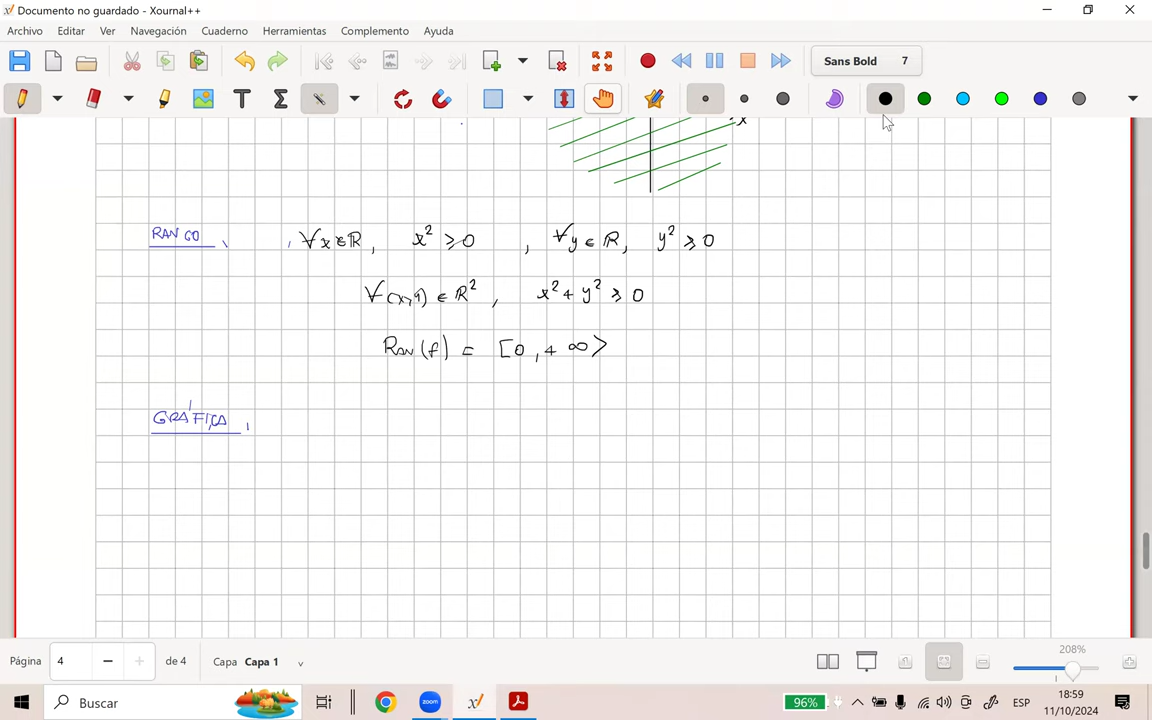 Documento no guardado - Xournal++
Archivo Editar Ver Navegación Cuaderno Herramientas Complemento Ayuda
Sans Bold 7
x
RANGO , ∀x∈ℝ, x² ≥0 , ∀y ∈ ℝ, y² ≥ 0
∀(x,y) ∈ ℝ², x² + y² ≥ 0
Ran(f) = [0, +∞>
GRÁFICA
Página 4 de 4 Capa Capa 1 208%
Buscar 96% ESP 18:59
11/10/2024